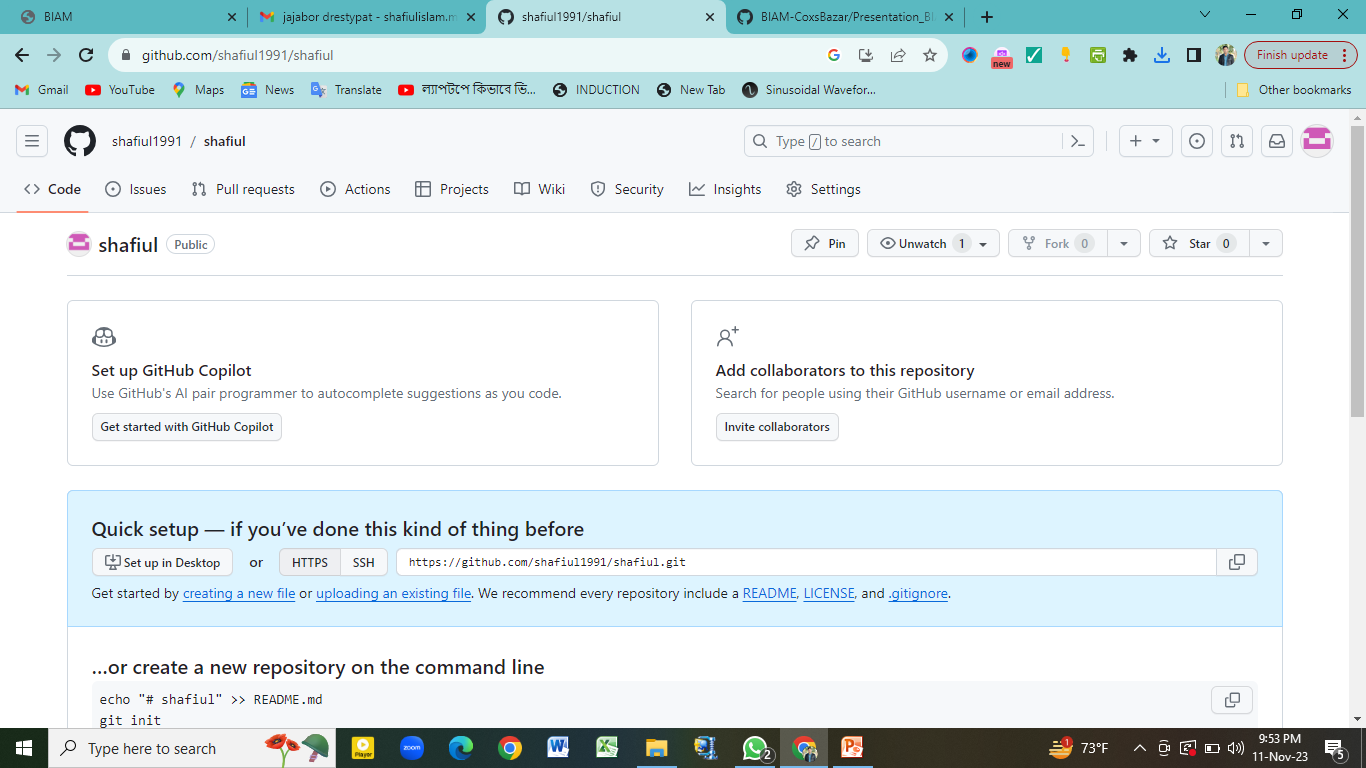 BIAM
jajabor drestypat - shafiulislam.m
shafiul1991/shafiul
BIAM-CoxsBazar/Presentation_BI
github.com/shafiul1991/shafiul
new
Finish update
Gmail
YouTube
Maps
News
Translate
ল্যাপটপে কিভাবে ভি...
INDUCTION
New Tab
Sinusoidal Wavefor...
Other bookmarks
shafiul1991 / shafiul
Type / to search
Code
Issues
Pull requests
Actions
Projects
Wiki
Security
Insights
Settings
shafiul Public
Pin
Unwatch 1
Fork 0
Star 0
Set up GitHub Copilot
Use GitHub's AI pair programmer to autocomplete suggestions as you code.
Get started with GitHub Copilot
Add collaborators to this repository
Search for people using their GitHub username or email address.
Invite collaborators
Quick setup — if you’ve done this kind of thing before
Set up in Desktop or HTTPS SSH https://github.com/shafiul1991/shafiul.git
Get started by creating a new file or uploading an existing file. We recommend every repository include a README, LICENSE, and .gitignore.
…or create a new repository on the command line
echo "# shafiul" >> README.md
git init
Type here to search
Player
zoom
2
1
73°F
9:53 PM
11-Nov-23
5